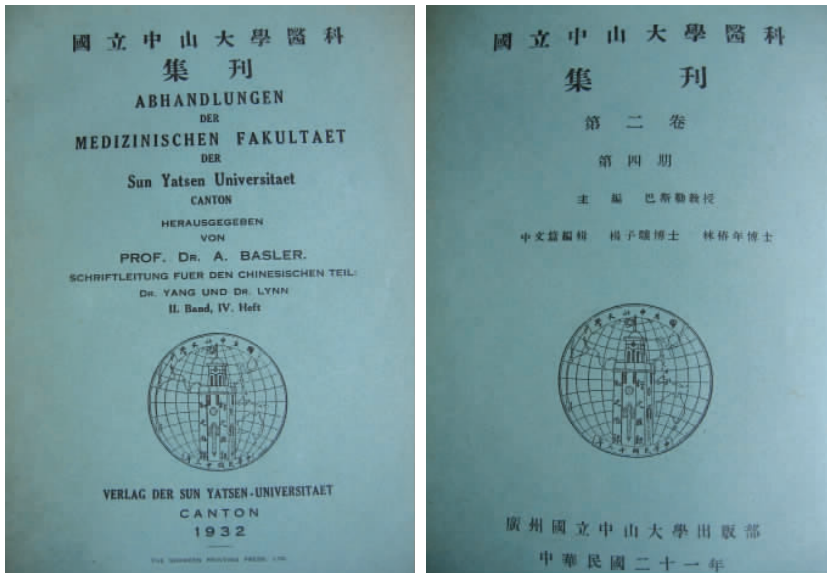 國立中山大學醫科
集刊
ABHANDLUNGEN
DER
MEDIZINISCHEN FAKULTAET
DER
Sun Yatsen Universitaet
CANTON
HERAUSGEGEBEN
VON
PROF. DR. A. BASLER.
SCHRIFTLEITUNG FUER DEN CHINESISCHEN TEIL:
DR. YANG UND DR. LYNN
II. Band, IV. Heft
VERLAG DER SUN YATSEN-UNIVERSITAET
CANTON
1932
國立中山大學醫科
集刊
第二卷
第四期
主編 巴斯勒教授
中文篇編輯 楊子驤博士 林椿年博士
廣州國立中山大學出版部
中華民國二十一年